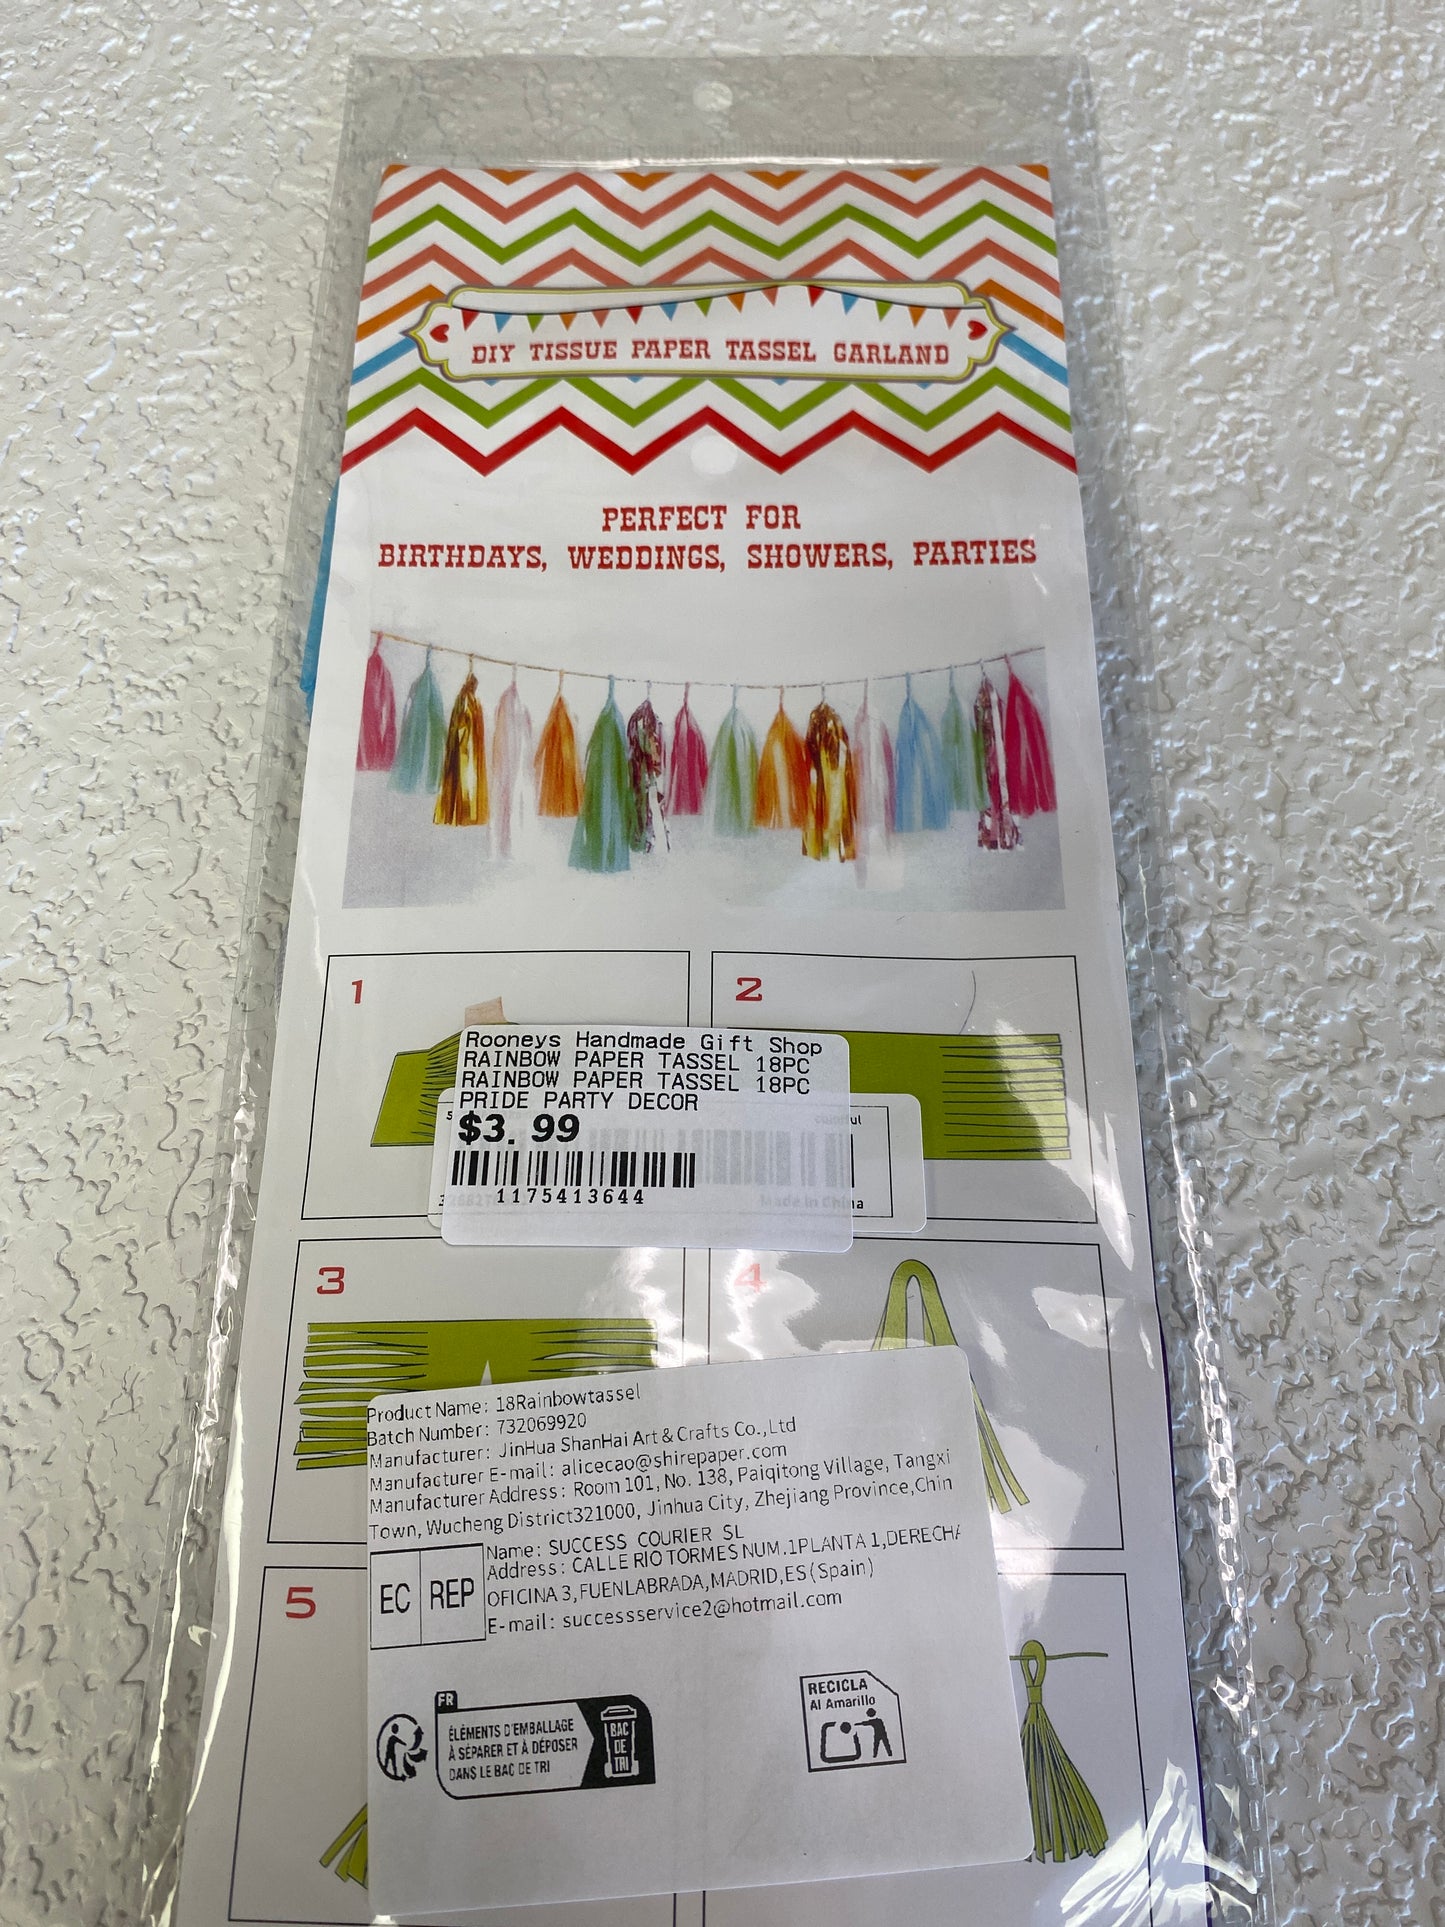 DIY TISSUE PAPER TASSEL GARLAND
PERFECT FOR
BIRTHDAYS, WEDDINGS, SHOWERS, PARTIES
1
2
Rooneys Handmade Gift Shop
RAINBOW PAPER TASSEL 18PC
RAINBOW PAPER TASSEL 18PC
PRIDE PARTY DECOR
$3.99
1175413644
Made in China
3
4
Product Name: 18Rainbowtassel
Batch Number: 732069920
Manufacturer: JinHua ShanHai Art & Crafts Co.,Ltd
Manufacturer E-mail: alicecao@shirepaper.com
Manufacturer Address: Room 101, No. 138, Paiqitong Village, Tangxi
Town, Wucheng District321000, Jinhua City, Zhejiang Province,Chin
EC REP
Name: SUCCESS COURIER SL
Address: CALLE RIO TORMES NUM.1PLANTA 1,DERECHA
OFICINA 3,FUENLABRADA,MADRID,ES(Spain)
E-mail: successservice2@hotmail.com
5
FR
ÉLÉMENTS D'EMBALLAGE
À SÉPARER ET À DÉPOSER
DANS LE BAC DE TRI
BAC
DE
TRI
RECICLA
Al Amarillo